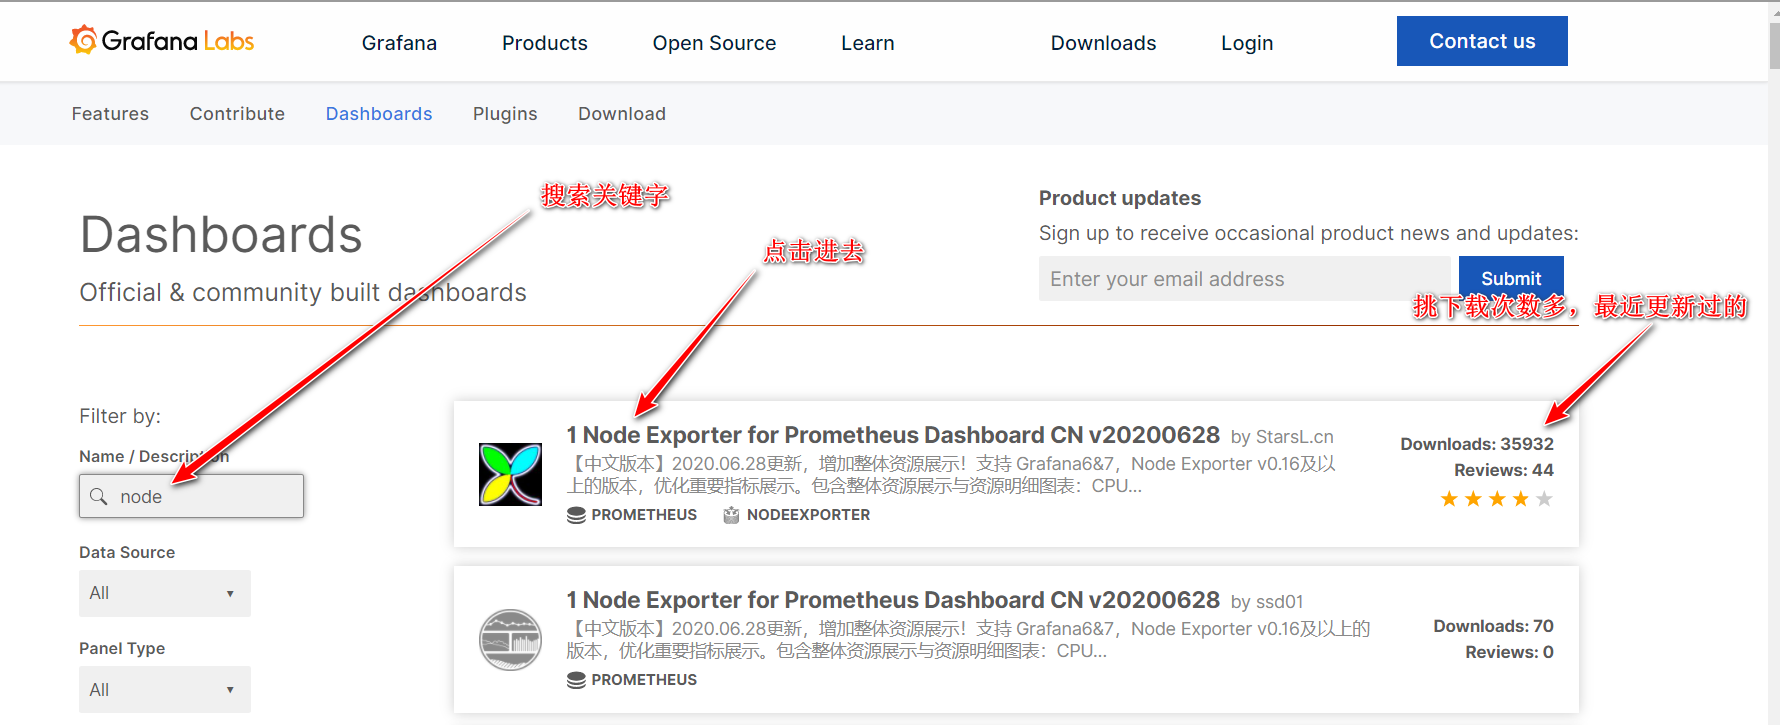 Grafana Labs
Grafana
Products
Open Source
Learn
Downloads
Login
Contact us
Features
Contribute
Dashboards
Plugins
Download
搜索关键字
点击进去
Dashboards
Official & community built dashboards
Product updates
Sign up to receive occasional product news and updates:
Enter your email address
Submit
挑下载次数多，最近更新过的
Filter by:
Name / Description
node
Data Source
All
Panel Type
All
1 Node Exporter for Prometheus Dashboard CN v20200628 by StarsL.cn
【中文版本】2020.06.28更新，增加整体资源展示！支持 Grafana6&7，Node Exporter v0.16及以
上的版本，优化重要指标展示。包含整体资源展示与资源明细图表：CPU...
PROMETHEUS
NODEEXPORTER
Downloads: 35932
Reviews: 44
1 Node Exporter for Prometheus Dashboard CN v20200628 by ssd01
【中文版本】2020.06.28更新，增加整体资源展示！支持 Grafana6&7，Node Exporter v0.16及以上的
版本，优化重要指标展示。包含整体资源展示与资源明细图表：CPU...
PROMETHEUS
Downloads: 70
Reviews: 0